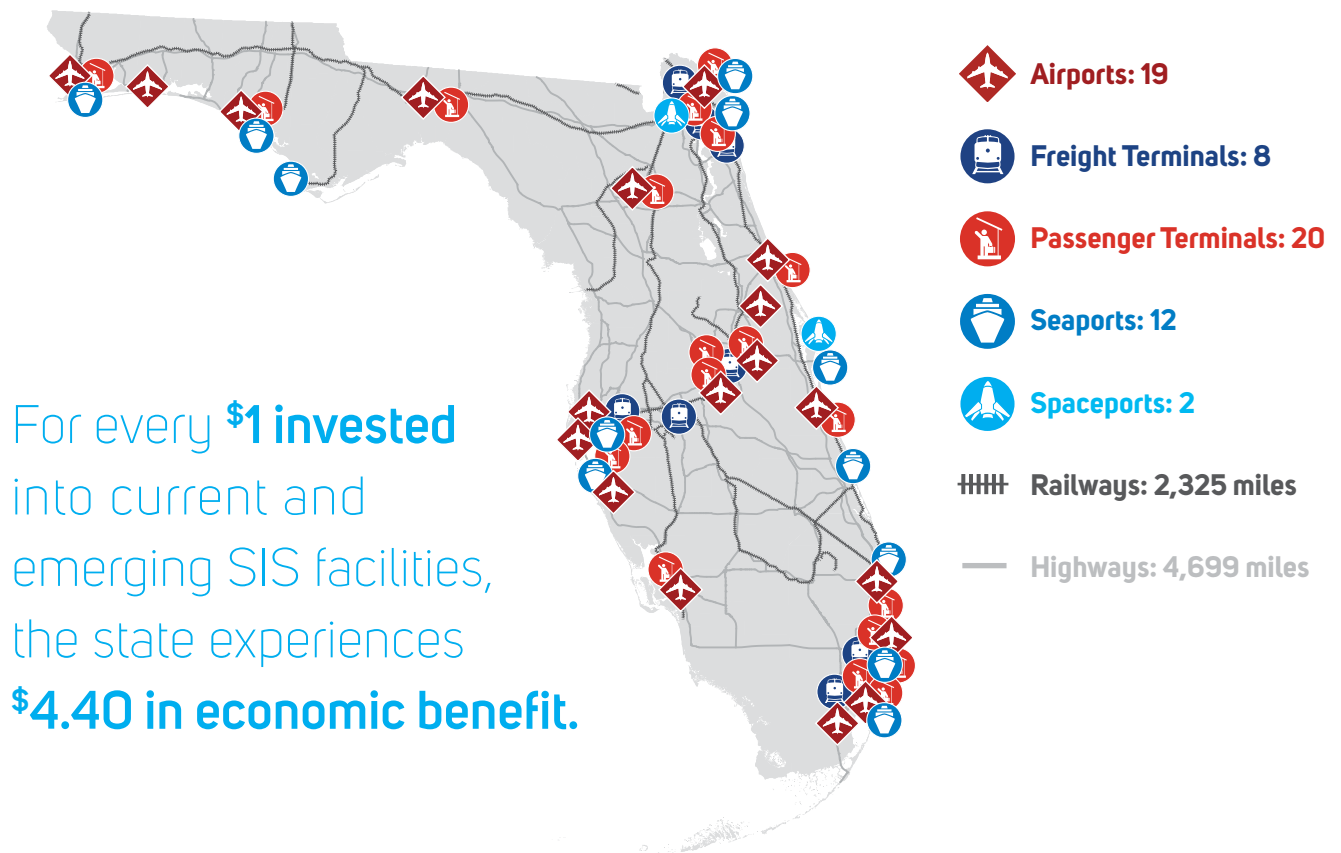 For every $1 invested
into current and
emerging SIS facilities,
the state experiences
$4.40 in economic benefit.
Airports: 19
Freight Terminals: 8
Passenger Terminals: 20
Seaports: 12
Spaceports: 2
Railways: 2,325 miles
Highways: 4,699 miles